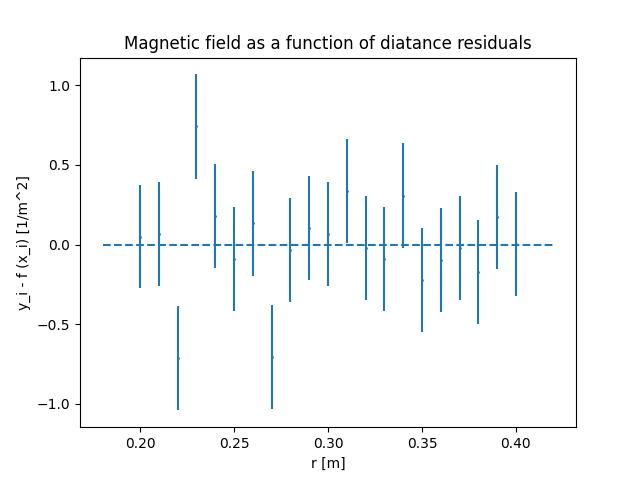 Magnetic field as a function of diatance residuals
y_i - f (x_i) [1/m^2]
1.0
0.5
0.0
−0.5
−1.0
0.20 0.25 0.30 0.35 0.40
r [m]